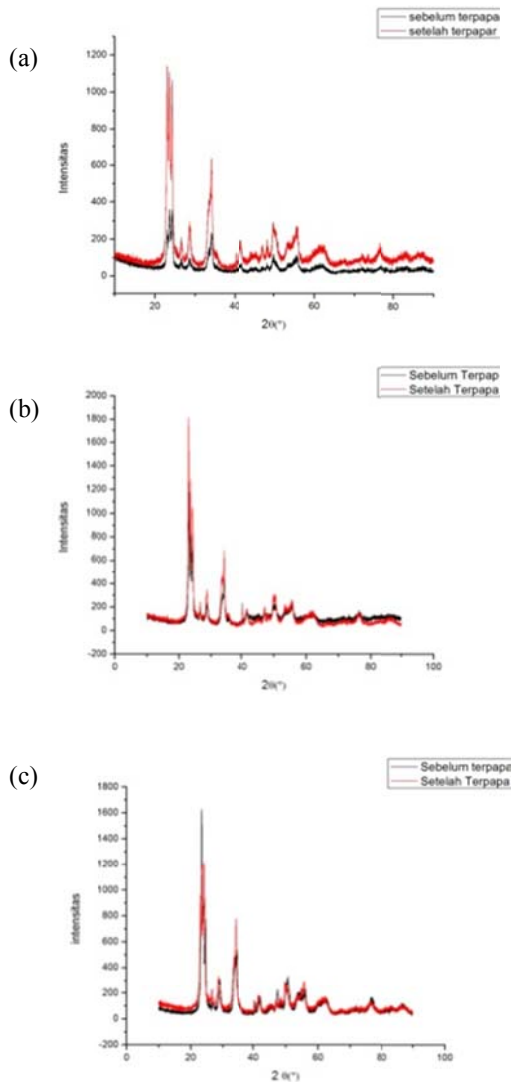 (a)
sebelum terpapa
setelah terpapar
1200
1000
800
600
400
200
0
Intensitas
20 40 60 80
2θ(°)
(b)
Sebelum Terpap
Setelah Terpapa
2000
1800
1600
1400
1200
1000
800
600
400
200
0
-200
Intensitas
0 20 40 60 80 100
2θ(°)
(c)
Sebelum terpapa
Setelah Terpapa
1800
1600
1400
1200
1000
800
600
400
200
0
-200
intensitas
0 20 40 60 80 100
2 θ(°)